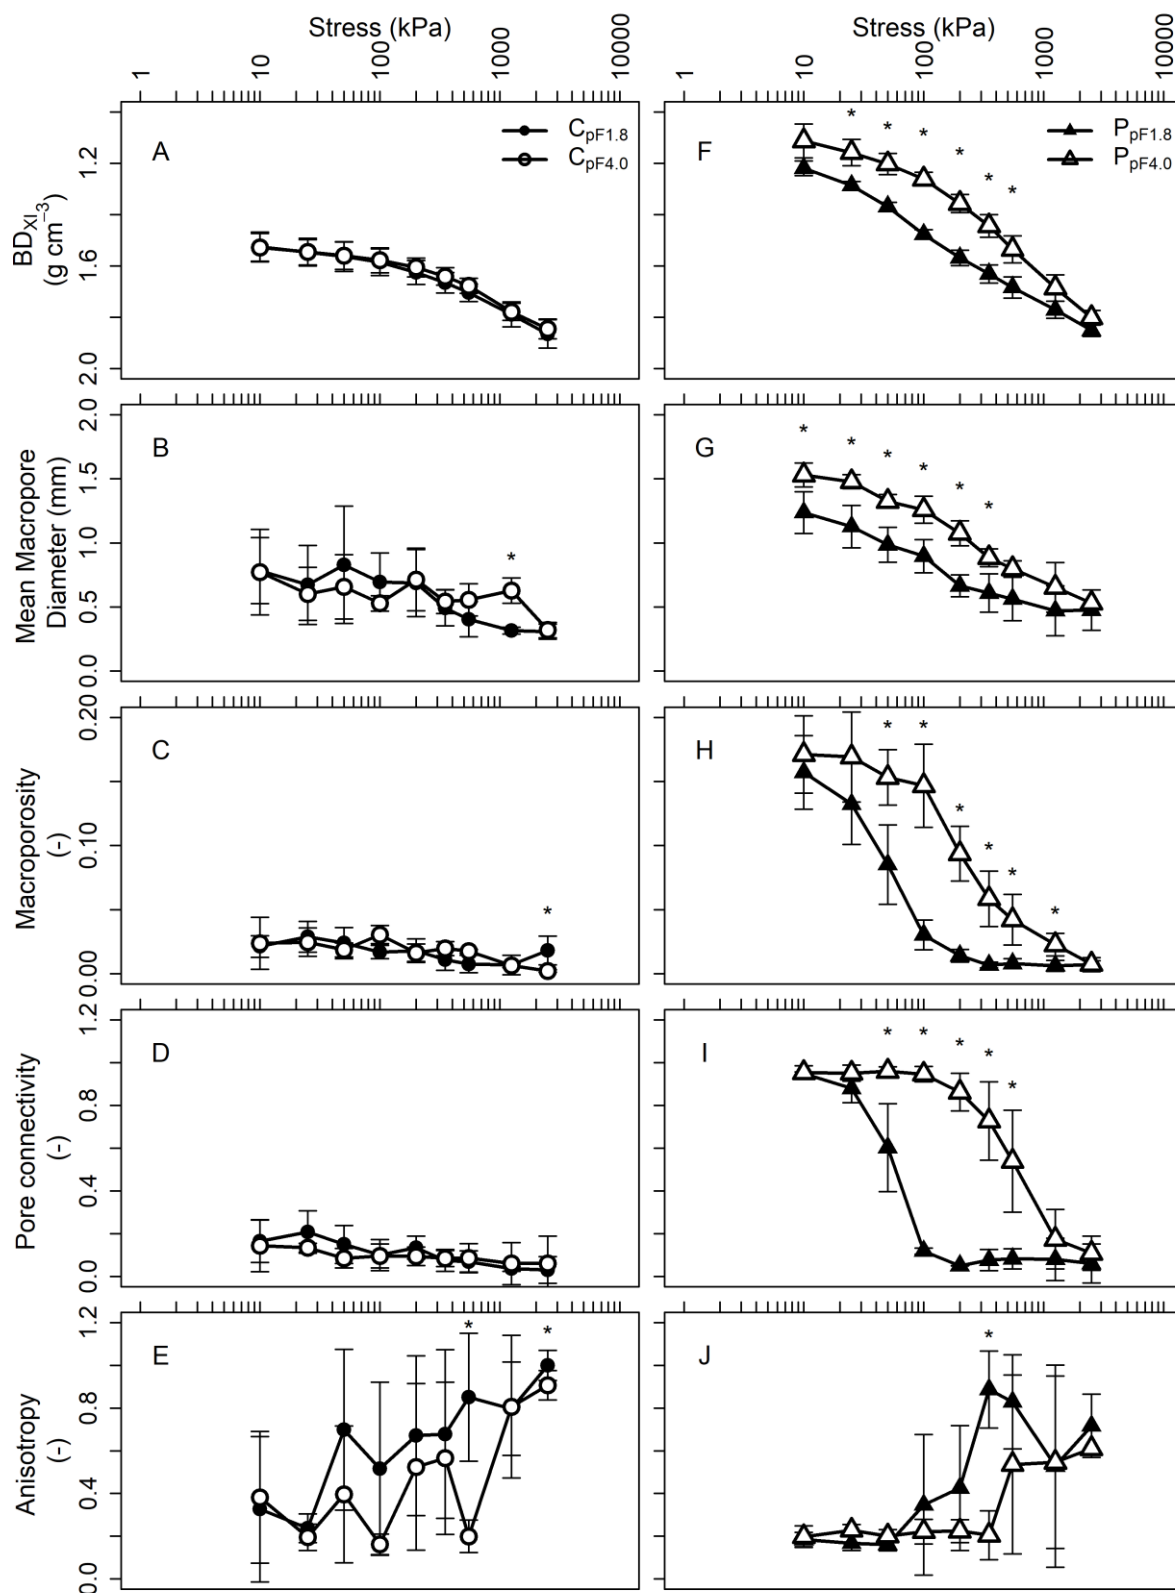 Stress (kPa)
Stress (kPa)
1 10 100 1000 10000
1 10 100 1000 10000
A
C_pF1.8
C_pF4.0
F
P_pF1.8
P_pF4.0
* * * * * *
BD_XI
(g cm⁻³)
1.2
1.6
2.0
B
*
G
* * * * * *
Mean Macropore
Diameter (mm)
2.0
1.5
1.0
0.5
0.0
C
*
H
* * * * * *
Macroporosity
(-)
0.20
0.10
0.00
D
I
* * * * *
Pore connectivity
(-)
1.2
0.8
0.4
0.0
E
* *
J
*
Anisotropy
(-)
1.2
0.8
0.4
0.0